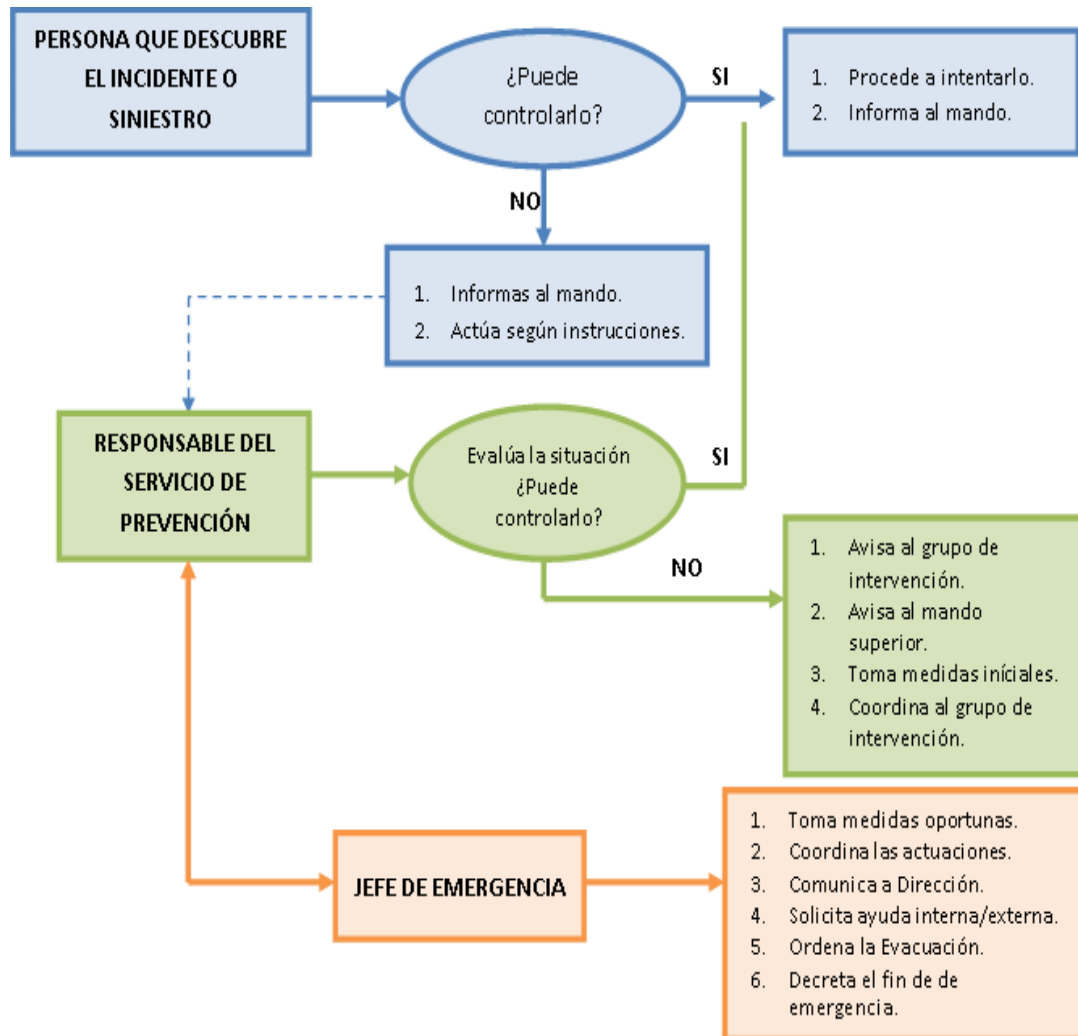 PERSONA QUE DESCUBRE
EL INCIDENTE O
SINIESTRO
¿Puede
controlarlo?
SI
1. Procede a intentarlo.
2. Informa al mando.
NO
1. Informas al mando.
2. Actúa según instrucciones.
RESPONSABLE DEL
SERVICIO DE
PREVENCIÓN
Evalúa la situación
¿Puede
controlarlo?
SI
NO
1. Avisa al grupo de
intervención.
2. Avisa al mando
superior.
3. Toma medidas iníciales.
4. Coordina al grupo de
intervención.
JEFE DE EMERGENCIA
1. Toma medidas oportunas.
2. Coordina las actuaciones.
3. Comunica a Dirección.
4. Solicita ayuda interna/externa.
5. Ordena la Evacuación.
6. Decreta el fin de de
emergencia.